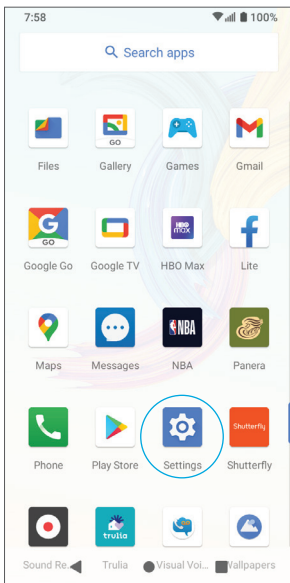 7:58 100%
Search apps
GO
Files Gallery Games Gmail
GO HBO max
Google Go Google TV HBO Max Lite
NBA
Maps Messages NBA Panera
Shutterfly
Phone Play Store Settings Shutterfly
trulia
Sound Re... Trulia Visual Voi... Wallpapers